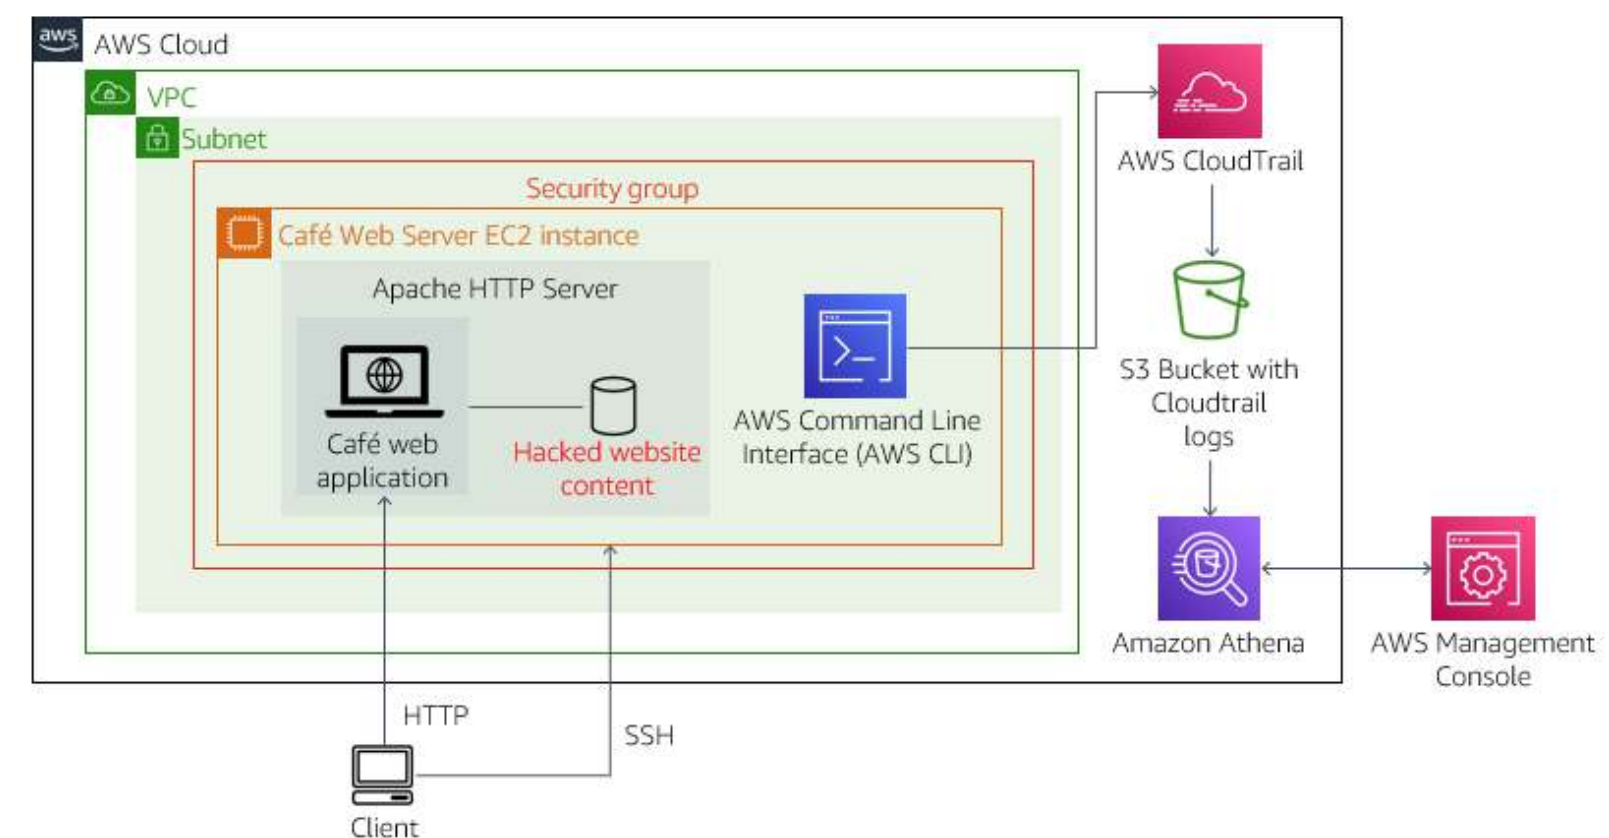 aws
AWS Cloud
VPC
Subnet
Security group
Café Web Server EC2 instance
Apache HTTP Server
Café web
application
Hacked website
content
AWS Command Line
Interface (AWS CLI)
AWS CloudTrail
S3 Bucket with
Cloudtrail
logs
Amazon Athena
AWS Management
Console
HTTP
SSH
Client